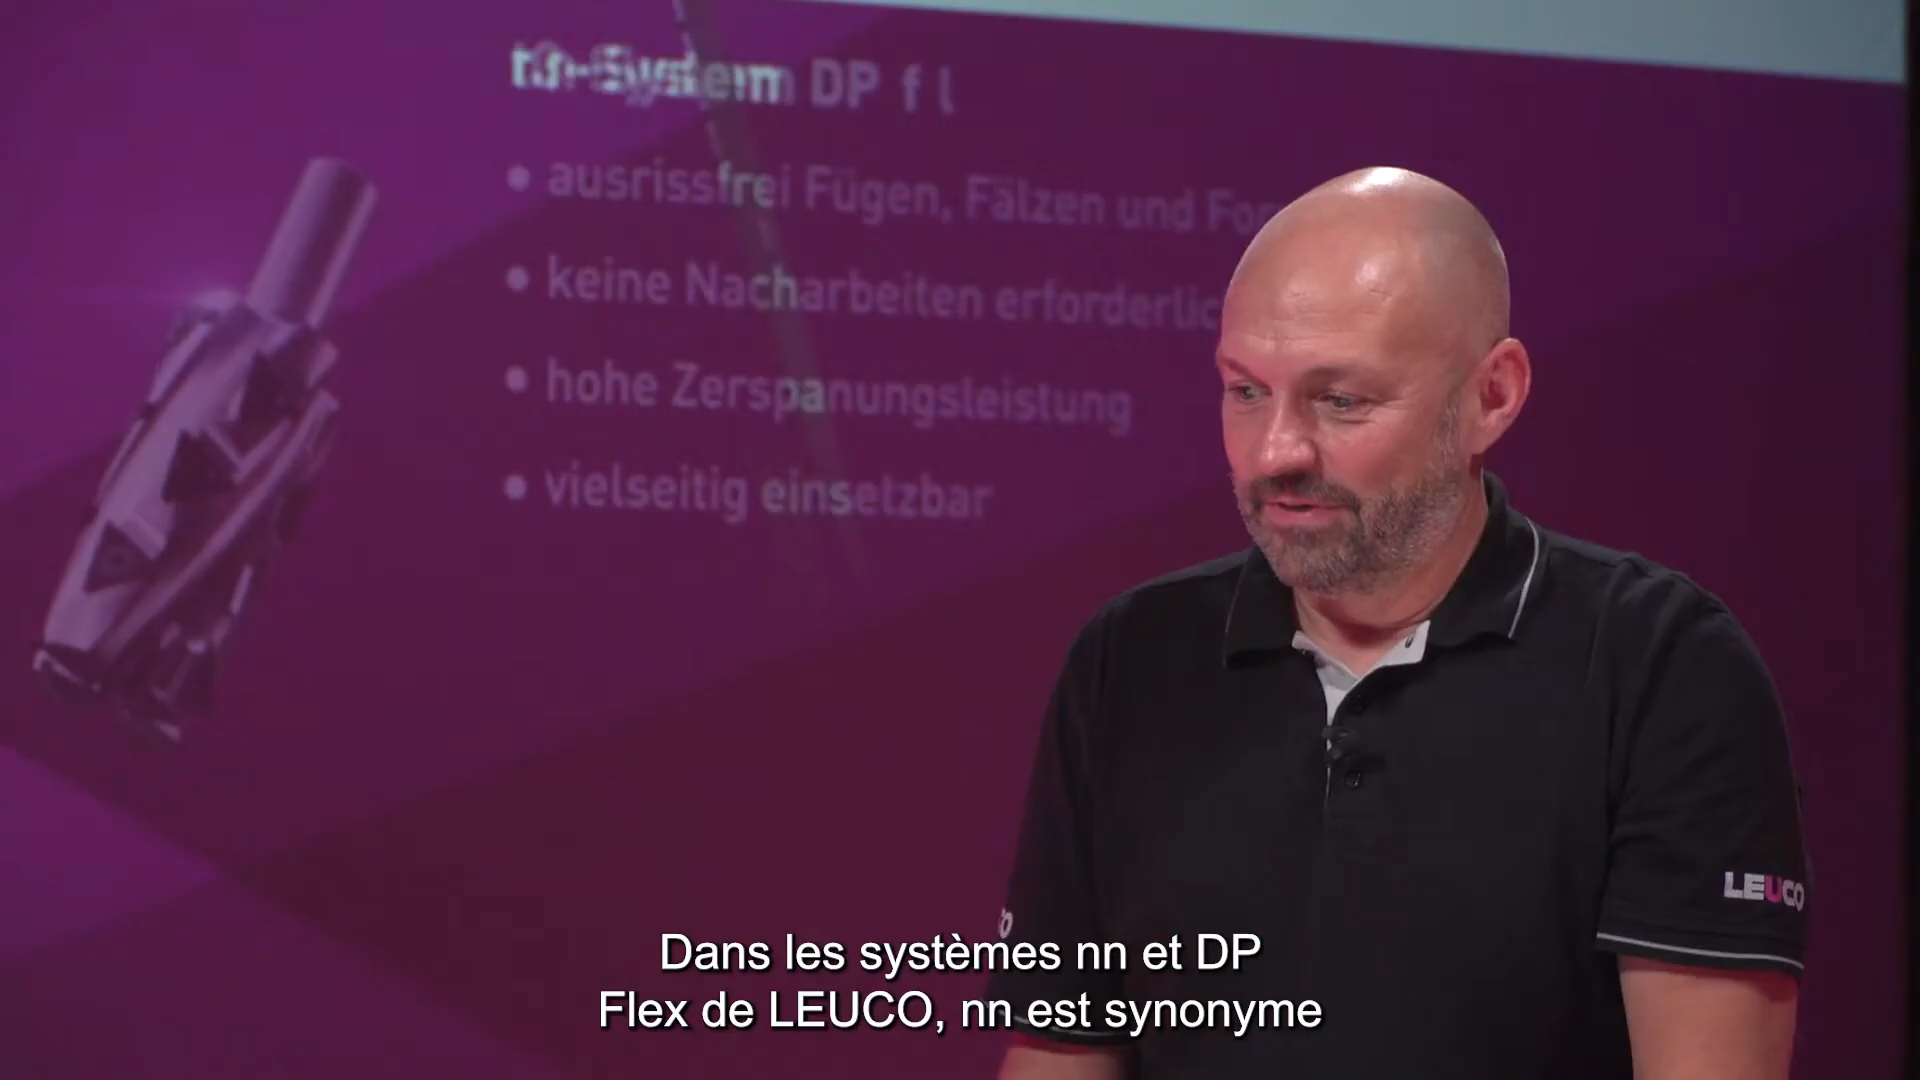 DP
ausrissfrei Fügen, Fälzen und
keine Nacharbeiten
hohe Zerspanungsleistung
vielseitig einsetzbar
LEUCO
Dans les systèmes nn et DP
Flex de LEUCO, nn est synonyme